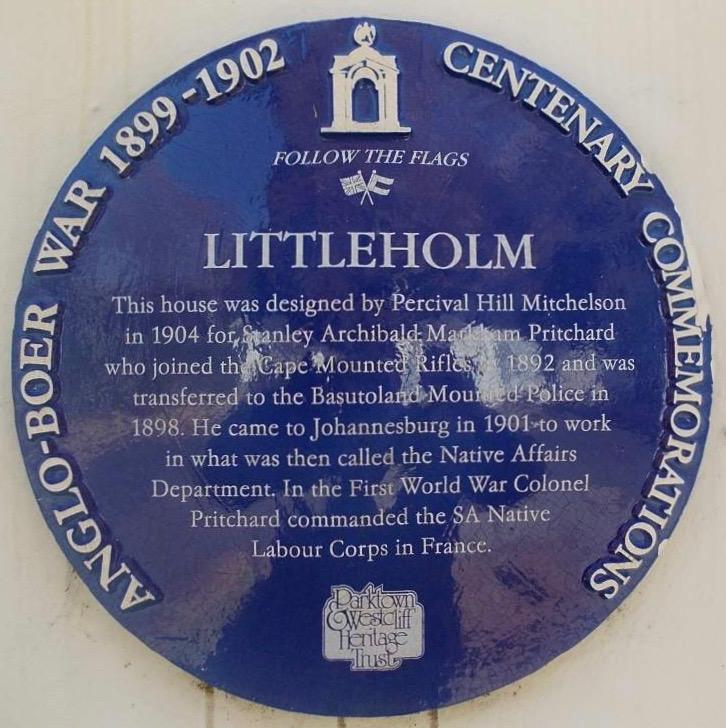 ANGLO-BOER WAR 1899-1902
CENTENARY COMMEMORATIONS
FOLLOW THE FLAGS
LITTLEHOLM
This house was designed by Percival Hill Mitchelson
in 1904 for Stanley Archibald Markham Pritchard
who joined the Cape Mounted Rifles in 1892 and was
transferred to the Basutoland Mounted Police in
1898. He came to Johannesburg in 1901 to work
in what was then called the Native Affairs
Department. In the First World War Colonel
Pritchard commanded the SA Native
Labour Corps in France.
Parktown
& Westcliff
Heritage
Trust